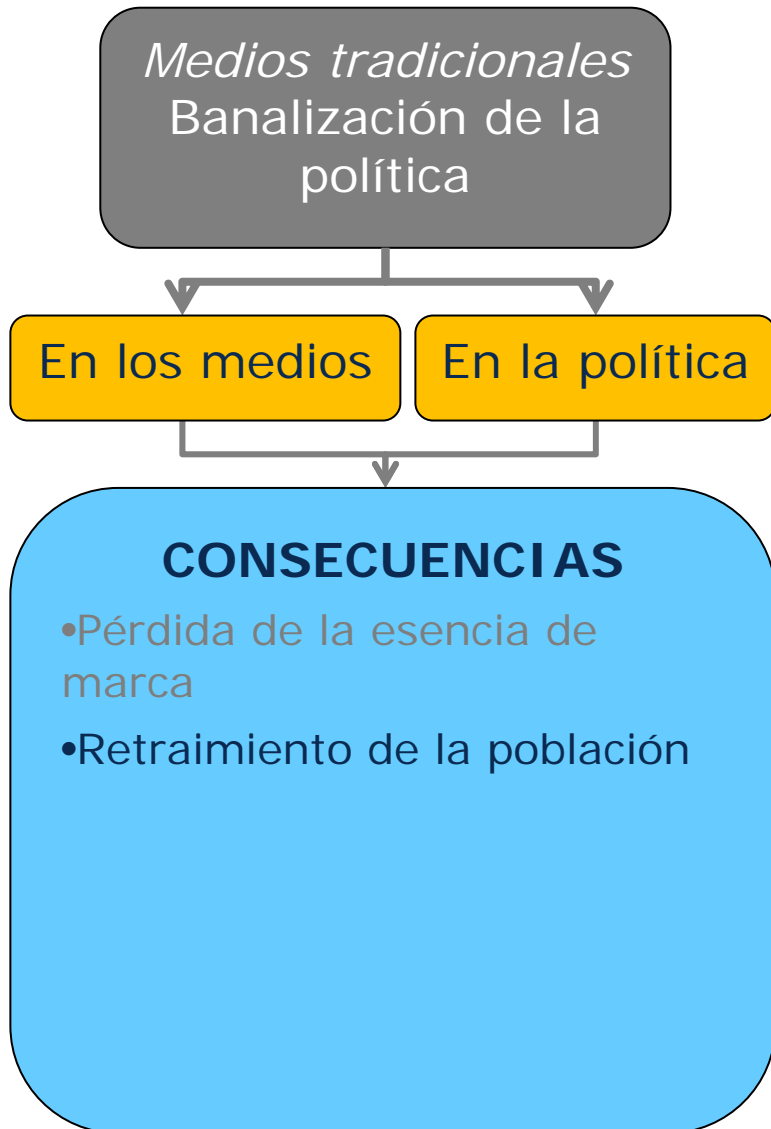 Medios tradicionales
Banalización de la
política
En los medios
En la política
CONSECUENCIAS
•Pérdida de la esencia de
marca
•Retraimiento de la población